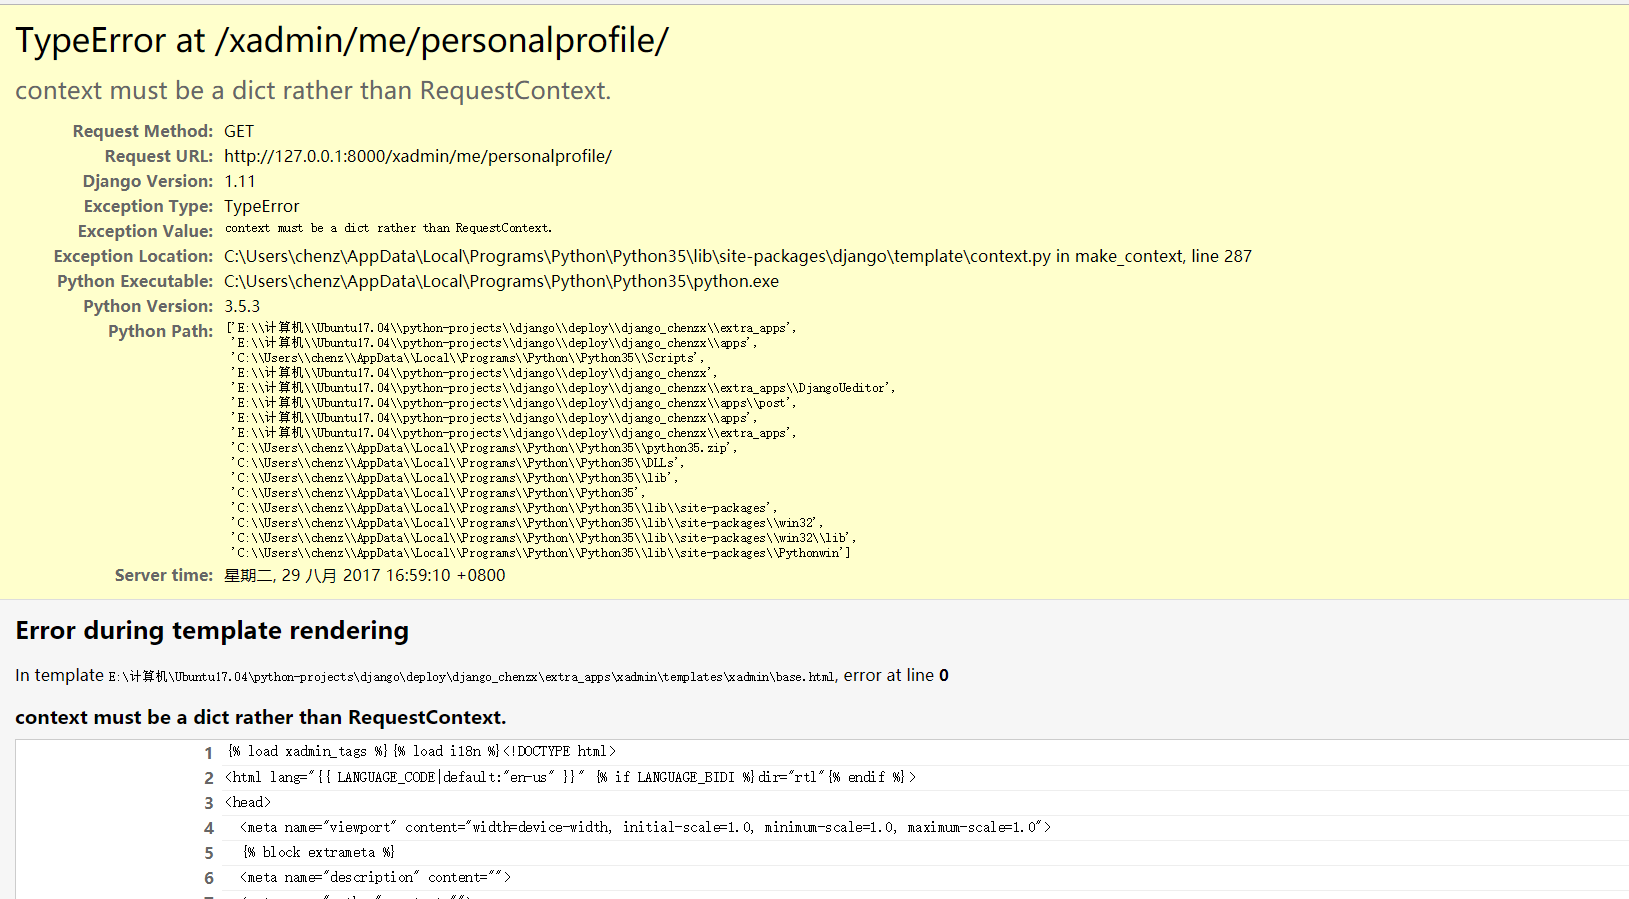 TypeError at /xadmin/me/personalprofile/
context must be a dict rather than RequestContext.
Request Method: GET
Request URL: http://127.0.0.1:8000/xadmin/me/personalprofile/
Django Version: 1.11
Exception Type: TypeError
Exception Value: context must be a dict rather than RequestContext.
Exception Location: C:\Users\chenz\AppData\Local\Programs\Python\Python35\lib\site-packages\django\template\context.py in make_context, line 287
Python Executable: C:\Users\chenz\AppData\Local\Programs\Python\Python35\python.exe
Python Version: 3.5.3
Python Path: ['E:\\计算机\\Ubuntu17.04\\python-projects\\django\\deploy\\django_chenzx\\extra_apps',
'E:\\计算机\\Ubuntu17.04\\python-projects\\django\\deploy\\django_chenzx\\apps',
'C:\\Users\\chenz\\AppData\\Local\\Programs\\Python\\Python35\\Scripts',
'E:\\计算机\\Ubuntu17.04\\python-projects\\django\\deploy\\django_chenzx',
'E:\\计算机\\Ubuntu17.04\\python-projects\\django\\deploy\\django_chenzx\\extra_apps\\DjangoUeditor',
'E:\\计算机\\Ubuntu17.04\\python-projects\\django\\deploy\\django_chenzx\\apps\\post',
'E:\\计算机\\Ubuntu17.04\\python-projects\\django\\deploy\\django_chenzx\\apps',
'E:\\计算机\\Ubuntu17.04\\python-projects\\django\\deploy\\django_chenzx\\extra_apps',
'C:\\Users\\chenz\\AppData\\Local\\Programs\\Python\\Python35\\python35.zip',
'C:\\Users\\chenz\\AppData\\Local\\Programs\\Python\\Python35\\DLLs',
'C:\\Users\\chenz\\AppData\\Local\\Programs\\Python\\Python35\\lib',
'C:\\Users\\chenz\\AppData\\Local\\Programs\\Python\\Python35',
'C:\\Users\\chenz\\AppData\\Local\\Programs\\Python\\Python35\\lib\\site-packages',
'C:\\Users\\chenz\\AppData\\Local\\Programs\\Python\\Python35\\lib\\site-packages\\win32',
'C:\\Users\\chenz\\AppData\\Local\\Programs\\Python\\Python35\\lib\\site-packages\\win32\\lib',
'C:\\Users\\chenz\\AppData\\Local\\Programs\\Python\\Python35\\lib\\site-packages\\Pythonwin']
Server time: 星期二, 29 八月 2017 16:59:10 +0800
Error during template rendering
In template E:\计算机\Ubuntu17.04\python-projects\django\deploy\django_chenzx\extra_apps\xadmin\templates\xadmin\base.html, error at line 0
context must be a dict rather than RequestContext.
1 {% load xadmin_tags %}{% load i18n %}<!DOCTYPE html>
2 <html lang="{{ LANGUAGE_CODE|default:"en-us" }}" {% if LANGUAGE_BIDI %}dir="rtl"{% endif %}>
3 <head>
4 <meta name="viewport" content="width=device-width, initial-scale=1.0, minimum-scale=1.0, maximum-scale=1.0">
5 {% block extrameta %}
6 <meta name="description" content="">